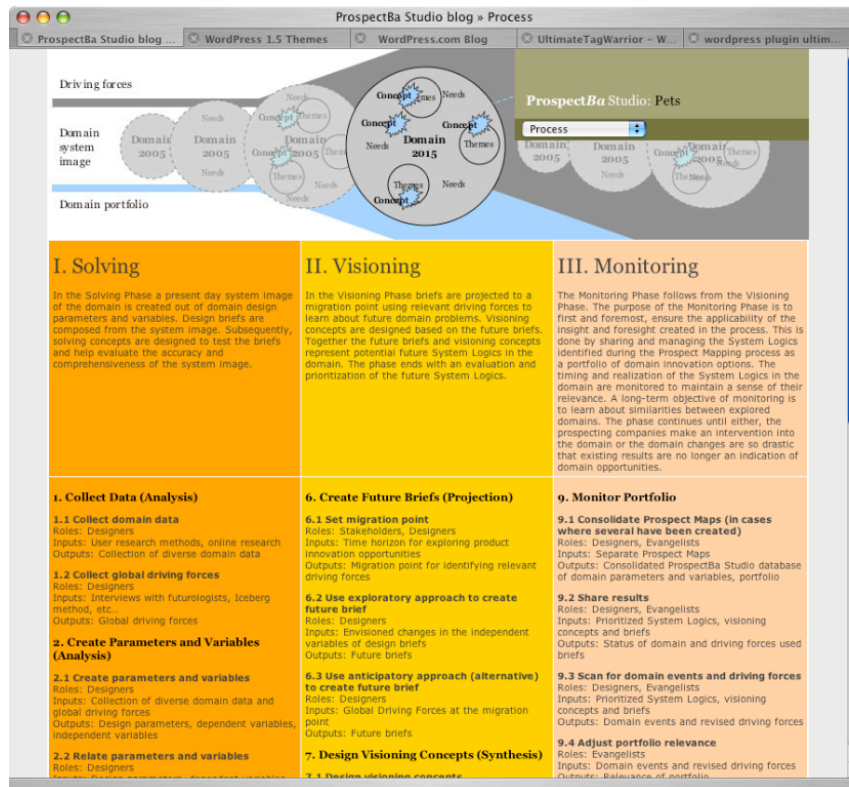 ProspectBa Studio blog » Process
ProspectBa Studio blog ...
WordPress 1.5 Themes
WordPress.com Blog
UltimateTagWarrior – W...
wordpress plugin ultim...
Driving forces
Domain
system
image
Domain portfolio
Domain
2005
Needs
Domain
2005
Needs
Needs
Concept
Themes
Domain
Concept
2005
Them
Themes
Needs
Needs
Concept
mes
Needs
Concept
Concept
Needs
Domain
2015
Themes
Themes
Needs
Concept
ProspectBa Studio: Pets
Process
Domain
2005
Domain
2005
Needs
Concept
Domain
Themes
2005
Themes
Needs
Needs
I. Solving
In the Solving Phase a present day system image
of the domain is created out of domain design
parameters and variables. Design briefs are
composed from the system image. Subsequently,
solving concepts are designed to test the briefs
and help evaluate the accuracy and
comprehensiveness of the system image.
II. Visioning
In the Visioning Phase briefs are projected to a
migration point using relevant driving forces to
learn about future domain problems. Visioning
concepts are designed based on the future briefs.
Together the future briefs and visioning concepts
represent potential future System Logics in the
domain. The phase ends with an evaluation and
prioritization of the future System Logics.
III. Monitoring
The Monitoring Phase follows from the Visioning
Phase. The purpose of the Monitoring Phase is to
first and foremost, ensure the applicability of the
insight and foresight created in the process. This is
done by sharing and managing the System Logics
identified during the Prospect Mapping process as
a portfolio of domain innovation options. The
timing and realization of the System Logics in the
domain are monitored to maintain a sense of their
relevance. A long-term objective of monitoring is
to learn about similarities between explored
domains. The phase continues until either, the
prospecting companies make an intervention into
the domain or the domain changes are so drastic
that existing results are no longer an indication of
domain opportunities.
1. Collect Data (Analysis)
1.1 Collect domain data
Roles: Designers
Inputs: User research methods, online research
Outputs: Collection of diverse domain data
1.2 Collect global driving forces
Roles: Designers
Inputs: Interviews with futurologists, Iceberg
method, etc...
Outputs: Global driving forces
2. Create Parameters and Variables
(Analysis)
2.1 Create parameters and variables
Roles: Designers
Inputs: Collection of diverse domain data and
global driving forces
Outputs: Design parameters, dependent variables,
independent variables
2.2 Relate parameters and variables
Roles: Designers
Inputs: Design parameters, dependent variables
6. Create Future Briefs (Projection)
6.1 Set migration point
Roles: Stakeholders, Designers
Inputs: Time horizon for exploring product
innovation opportunities
Outputs: Migration point for identifying relevant
driving forces
6.2 Use exploratory approach to create
future brief
Roles: Designers
Inputs: Envisioned changes in the independent
variables of design briefs
Outputs: Future briefs
6.3 Use anticipatory approach (alternative)
to create future brief
Roles: Designers
Inputs: Global Driving Forces at the migration
point
Outputs: Future briefs
7. Design Visioning Concepts (Synthesis)
7.1 Design visioning concepts
9. Monitor Portfolio
9.1 Consolidate Prospect Maps (in cases
where several have been created)
Roles: Designers, Evangelists
Inputs: Separate Prospect Maps
Outputs: Consolidated ProspectBa Studio database
of domain parameters and variables, portfolio
9.2 Share results
Roles: Designers, Evangelists
Inputs: Prioritized System Logics, visioning
concepts and briefs
Outputs: Status of domain and driving forces used
briefs
9.3 Scan for domain events and driving forces
Roles: Designers, Evangelists
Inputs: Prioritized System Logics, visioning
concepts and briefs
Outputs: Domain events and revised driving forces
9.4 Adjust portfolio relevance
Roles: Evangelists
Inputs: Domain events and revised driving forces
Outputs: Relevance of portfolio